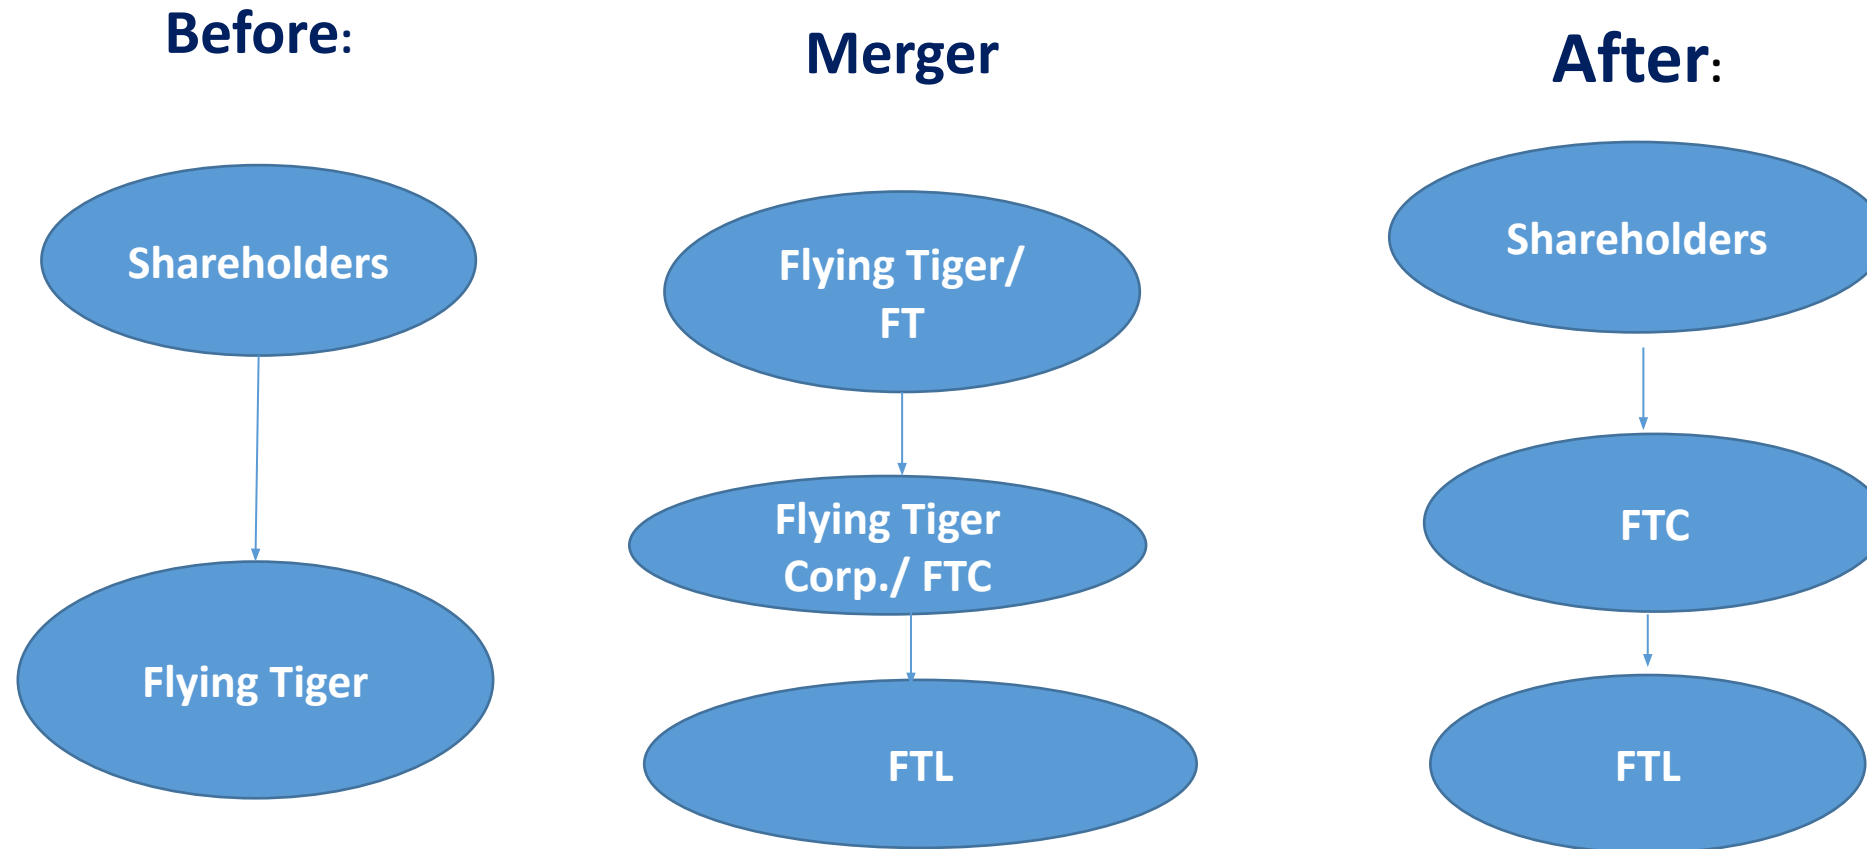 Before:
Shareholders
Flying Tiger
Merger
Flying Tiger/
FT
Flying Tiger
Corp./ FTC
FTL
After:
Shareholders
FTC
FTL